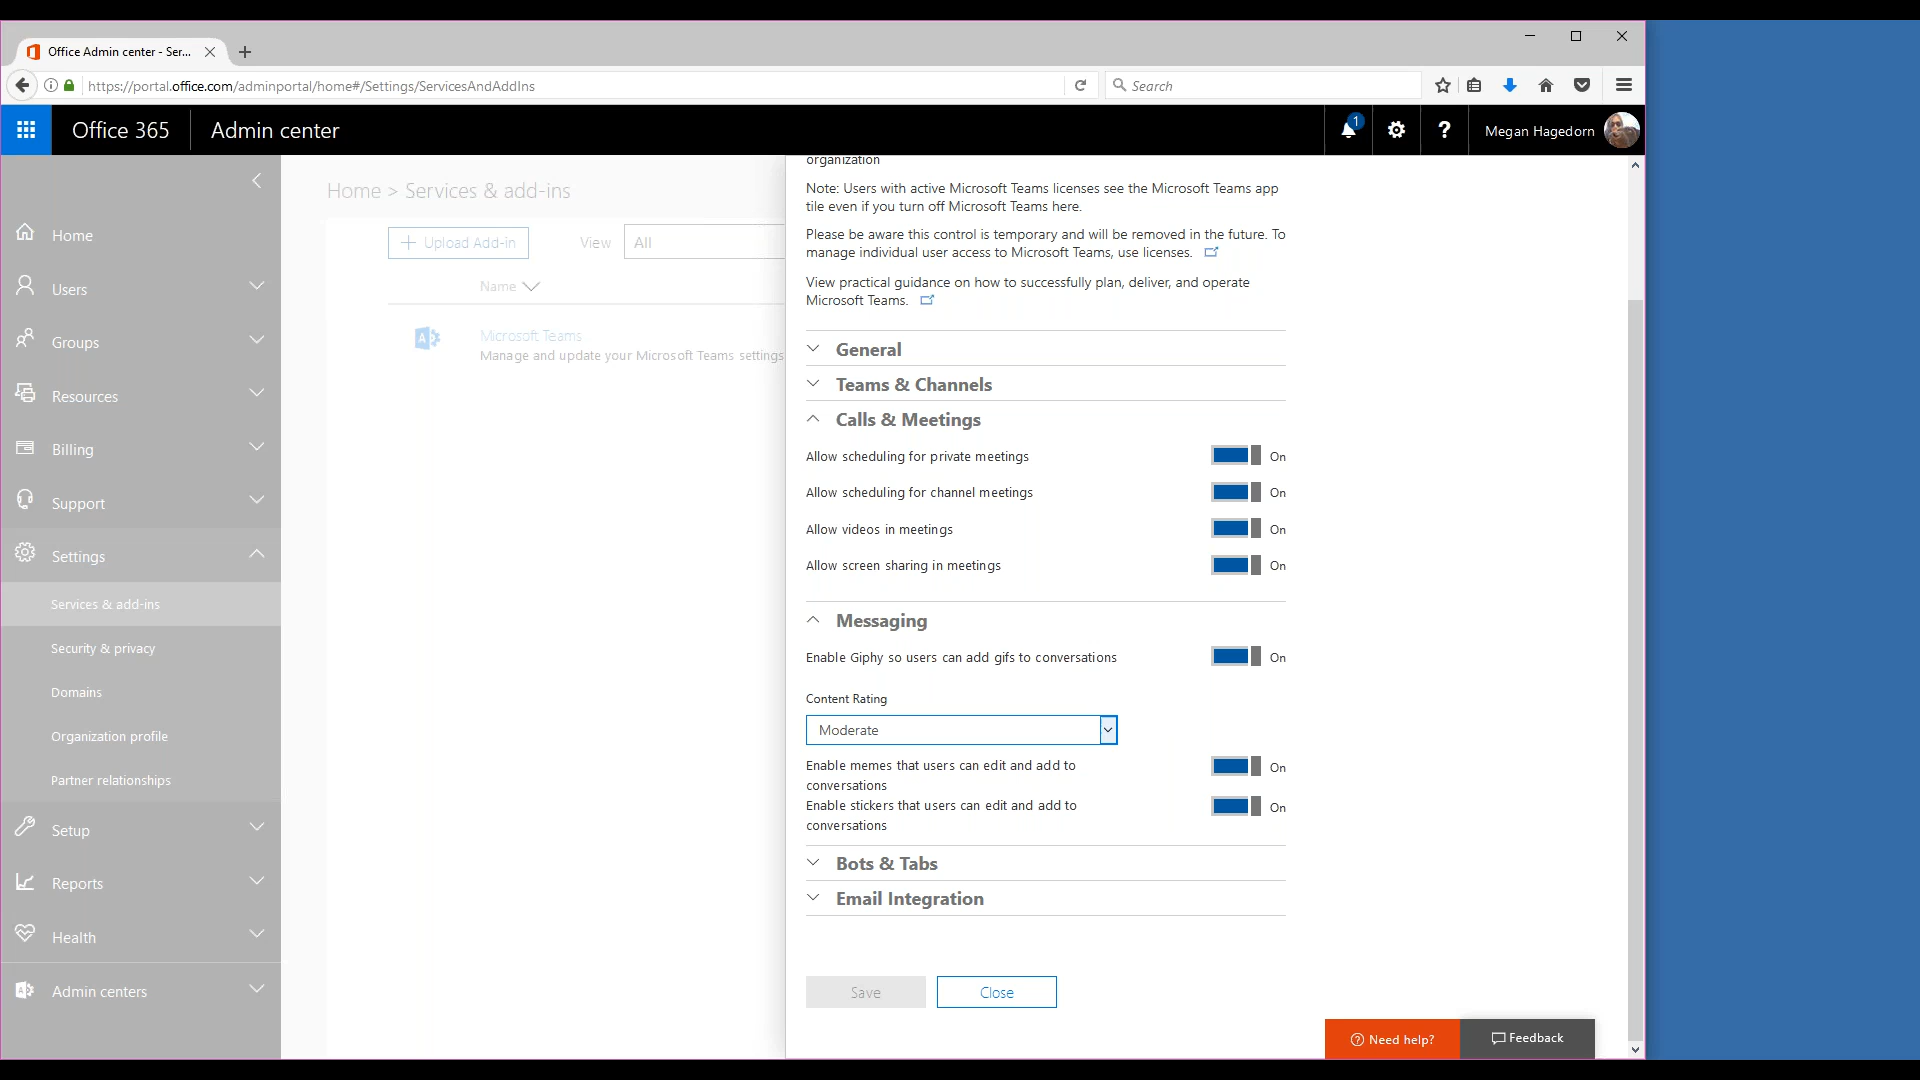 Office Admin center - Ser...
https://portal.office.com/adminportal/home#/Settings/ServicesAndAddIns
Search
Office 365
Admin center
1
?
Megan Hagedorn
Home
Users
Groups
Resources
Billing
Support
Settings
Services & add-ins
Security & privacy
Domains
Organization profile
Partner relationships
Setup
Reports
Health
Admin centers
Home > Services & add-ins
Upload Add-in
View
All
Name
Microsoft Teams
Manage and update your Microsoft Teams settings
organization
Note: Users with active Microsoft Teams licenses see the Microsoft Teams app
tile even if you turn off Microsoft Teams here.
Please be aware this control is temporary and will be removed in the future. To
manage individual user access to Microsoft Teams, use licenses.
View practical guidance on how to successfully plan, deliver, and operate
Microsoft Teams.
General
Teams & Channels
Calls & Meetings
Allow scheduling for private meetings On
Allow scheduling for channel meetings On
Allow videos in meetings On
Allow screen sharing in meetings On
Messaging
Enable Giphy so users can add gifs to conversations On
Content Rating
Moderate
Enable memes that users can edit and add to On
conversations
Enable stickers that users can edit and add to On
conversations
Bots & Tabs
Email Integration
Save
Close
Need help?
Feedback